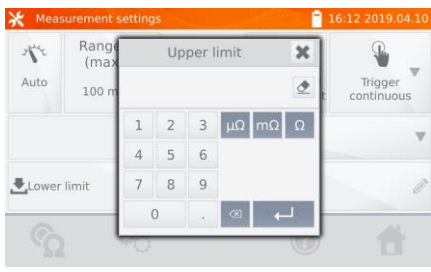 Measurement settings 16:12 2019.04.10
Upper limit
Range
(max
100 m
Auto
Trigger
continuous
1 2 3 µΩ mΩ Ω
4 5 6
7 8 9
0 .
Lower limit